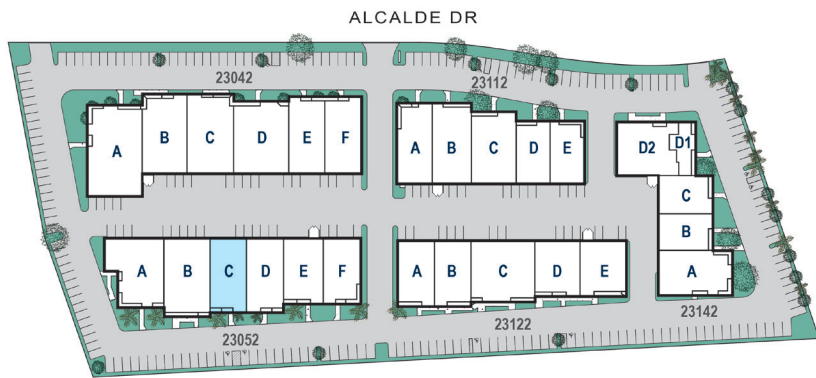 ALCALDE DR
23042
23112
A B C D E F
A B C D E
D2 D1
C
B
A
A B C D E F
A B C D E
23052
23122
23142